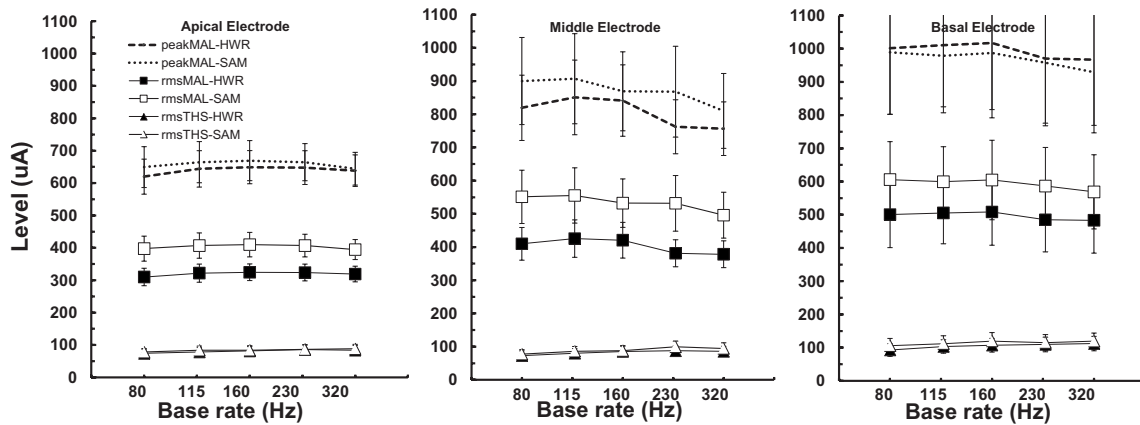 Apical Electrode
peakMAL-HWR
peakMAL-SAM
rmsMAL-HWR
rmsMAL-SAM
rmsTHS-HWR
rmsTHS-SAM
Level (uA)
1100
1000
900
800
700
600
500
400
300
200
100
0
80 115 160 230 320
Base rate (Hz)
Middle Electrode
1100
1000
900
800
700
600
500
400
300
200
100
0
80 115 160 230 320
Base rate (Hz)
Basal Electrode
1100
1000
900
800
700
600
500
400
300
200
100
0
80 115 160 230 320
Base rate (Hz)